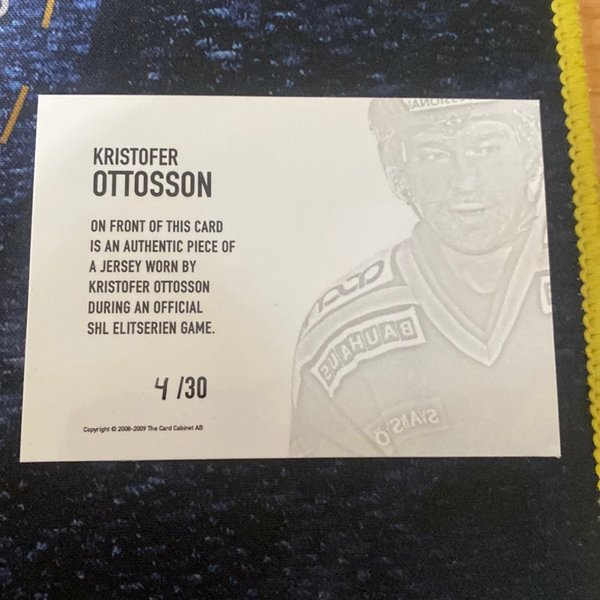 KRISTOFER
OTTOSSON
ON FRONT OF THIS CARD
IS AN AUTHENTIC PIECE OF
A JERSEY WORN BY
KRISTOFER OTTOSSON
DURING AN OFFICIAL
SHL ELITSERIEN GAME.
4 /30
Copyright © 2008-2009 The Card Cabinet AB
BAUHAUS